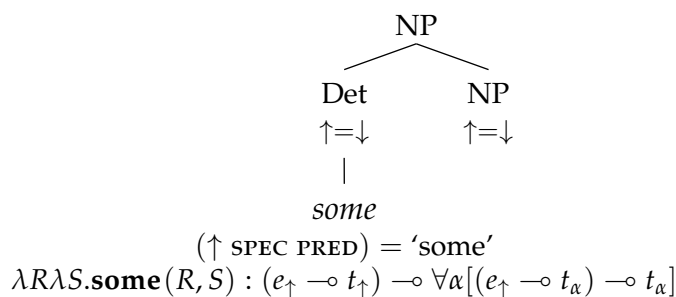 NP
Det NP
↑=↓ ↑=↓
some
(↑ SPEC PRED) = ‘some’
λRλS.some(R, S) : (e↑ ⊸ t↑) ⊸ ∀α[(e↑ ⊸ tα) ⊸ tα]